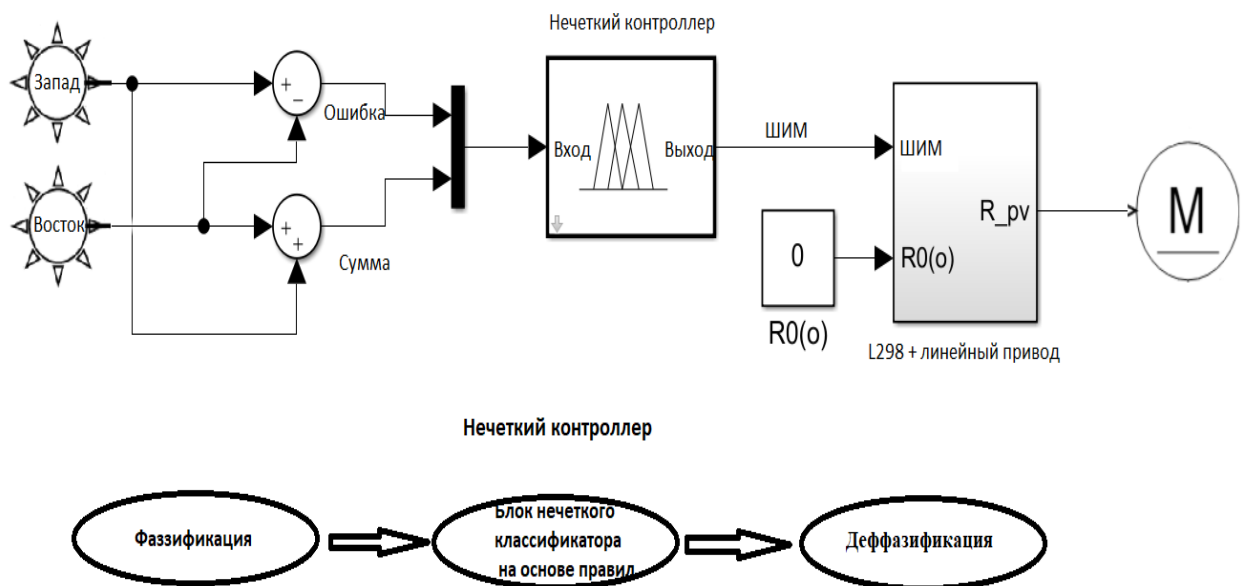 Нечеткий контроллер
Запад
+
−
Ошибка
Вход
Выход
ШИМ
ШИМ
Восток
+
+
Сумма
R_pv
M
0
R0(o)
R0(o)
L298 + линейный привод
Нечеткий контроллер
Фаззификация
Блок нечеткого
классификатора
на основе правил
Деффазификация